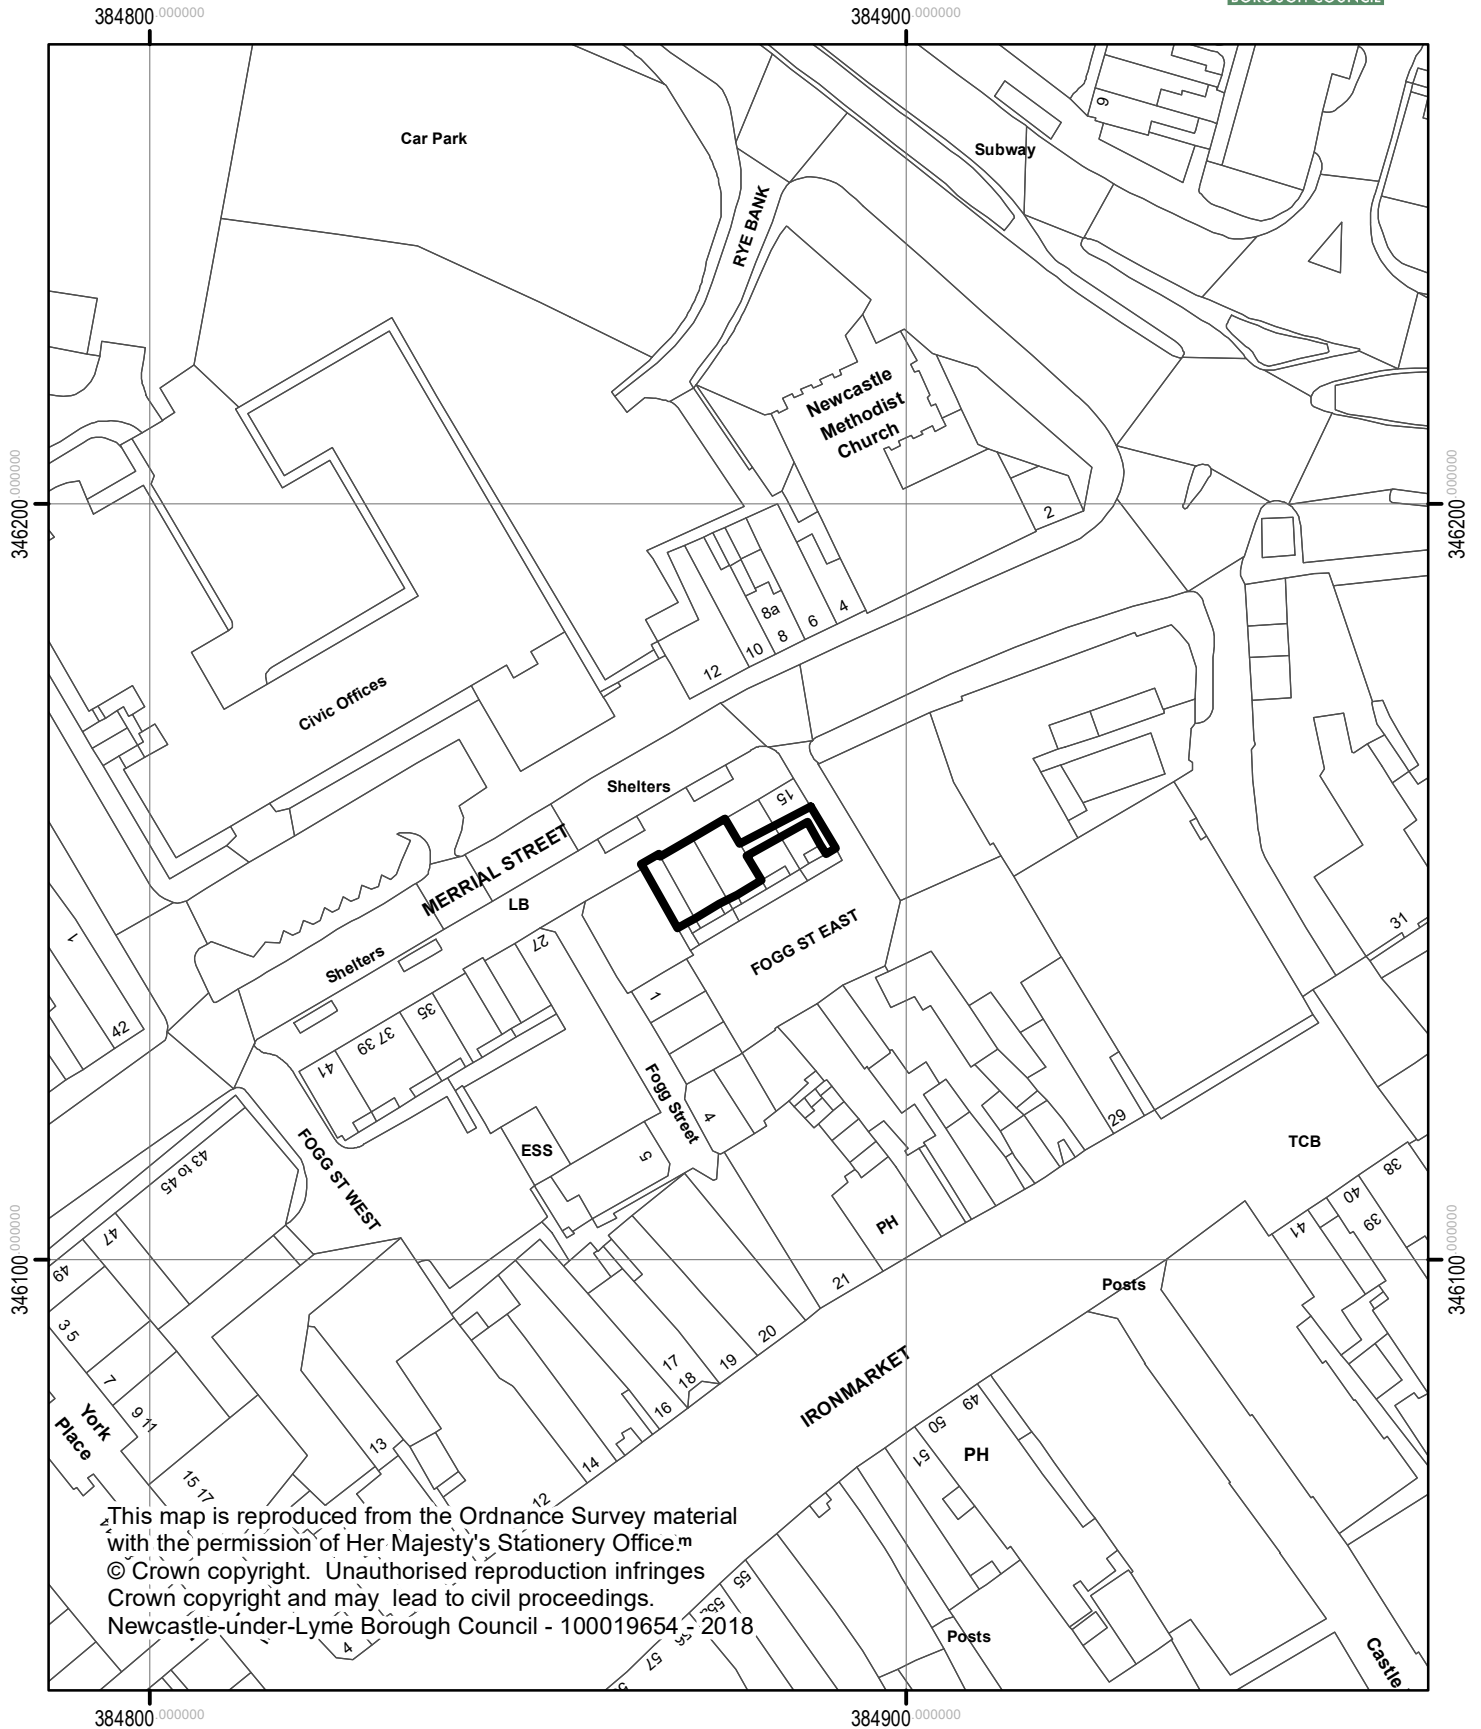 BOROUGH COUNCIL
384800.000000
384900.000000
Car Park
Subway
9
RYE BANK
Newcastle
Methodist
Church
346200.000000
346200.000000
2
8a
4
6
8
10
12
Civic Offices
Shelters
15
MERRIAL STREET
LB
Shelters
27
FOGG ST EAST
31
1
1
42
35
37 39
41
Fogg Street
4
5
ESS
29
TCB
FOGG ST WEST
43 to 45
47
49
PH
38
40
39
41
346100.000000
346100.000000
21
Posts
3 5
7
9 11
York
Place
20
19
17
18
16
IRONMARKET
49
50
51
PH
13
14
15 17
12
This map is reproduced from the Ordnance Survey material
with the permission of Her Majesty's Stationery Office.m
© Crown copyright. Unauthorised reproduction infringes
Crown copyright and may lead to civil proceedings.
Newcastle-under-Lyme Borough Council - 100019654 - 2018
55
57
4
Posts
Castle
384800.000000
384900.000000